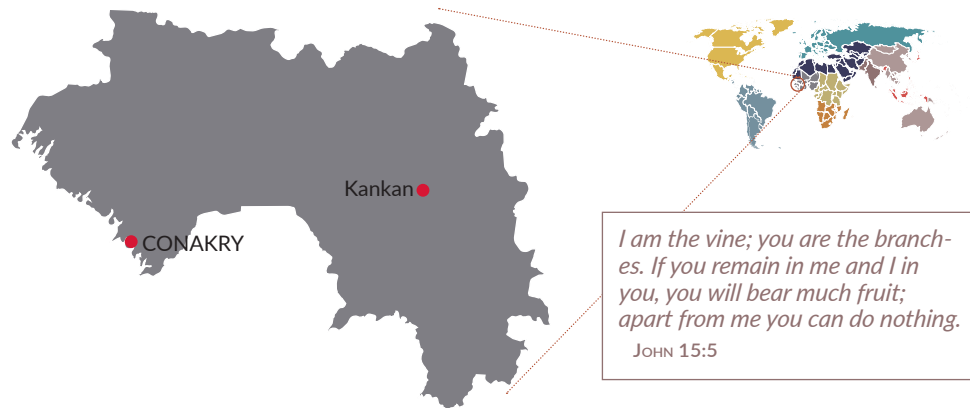 Kankan
CONAKRY
I am the vine; you are the branch-
es. If you remain in me and I in
you, you will bear much fruit;
apart from me you can do nothing.
John 15:5